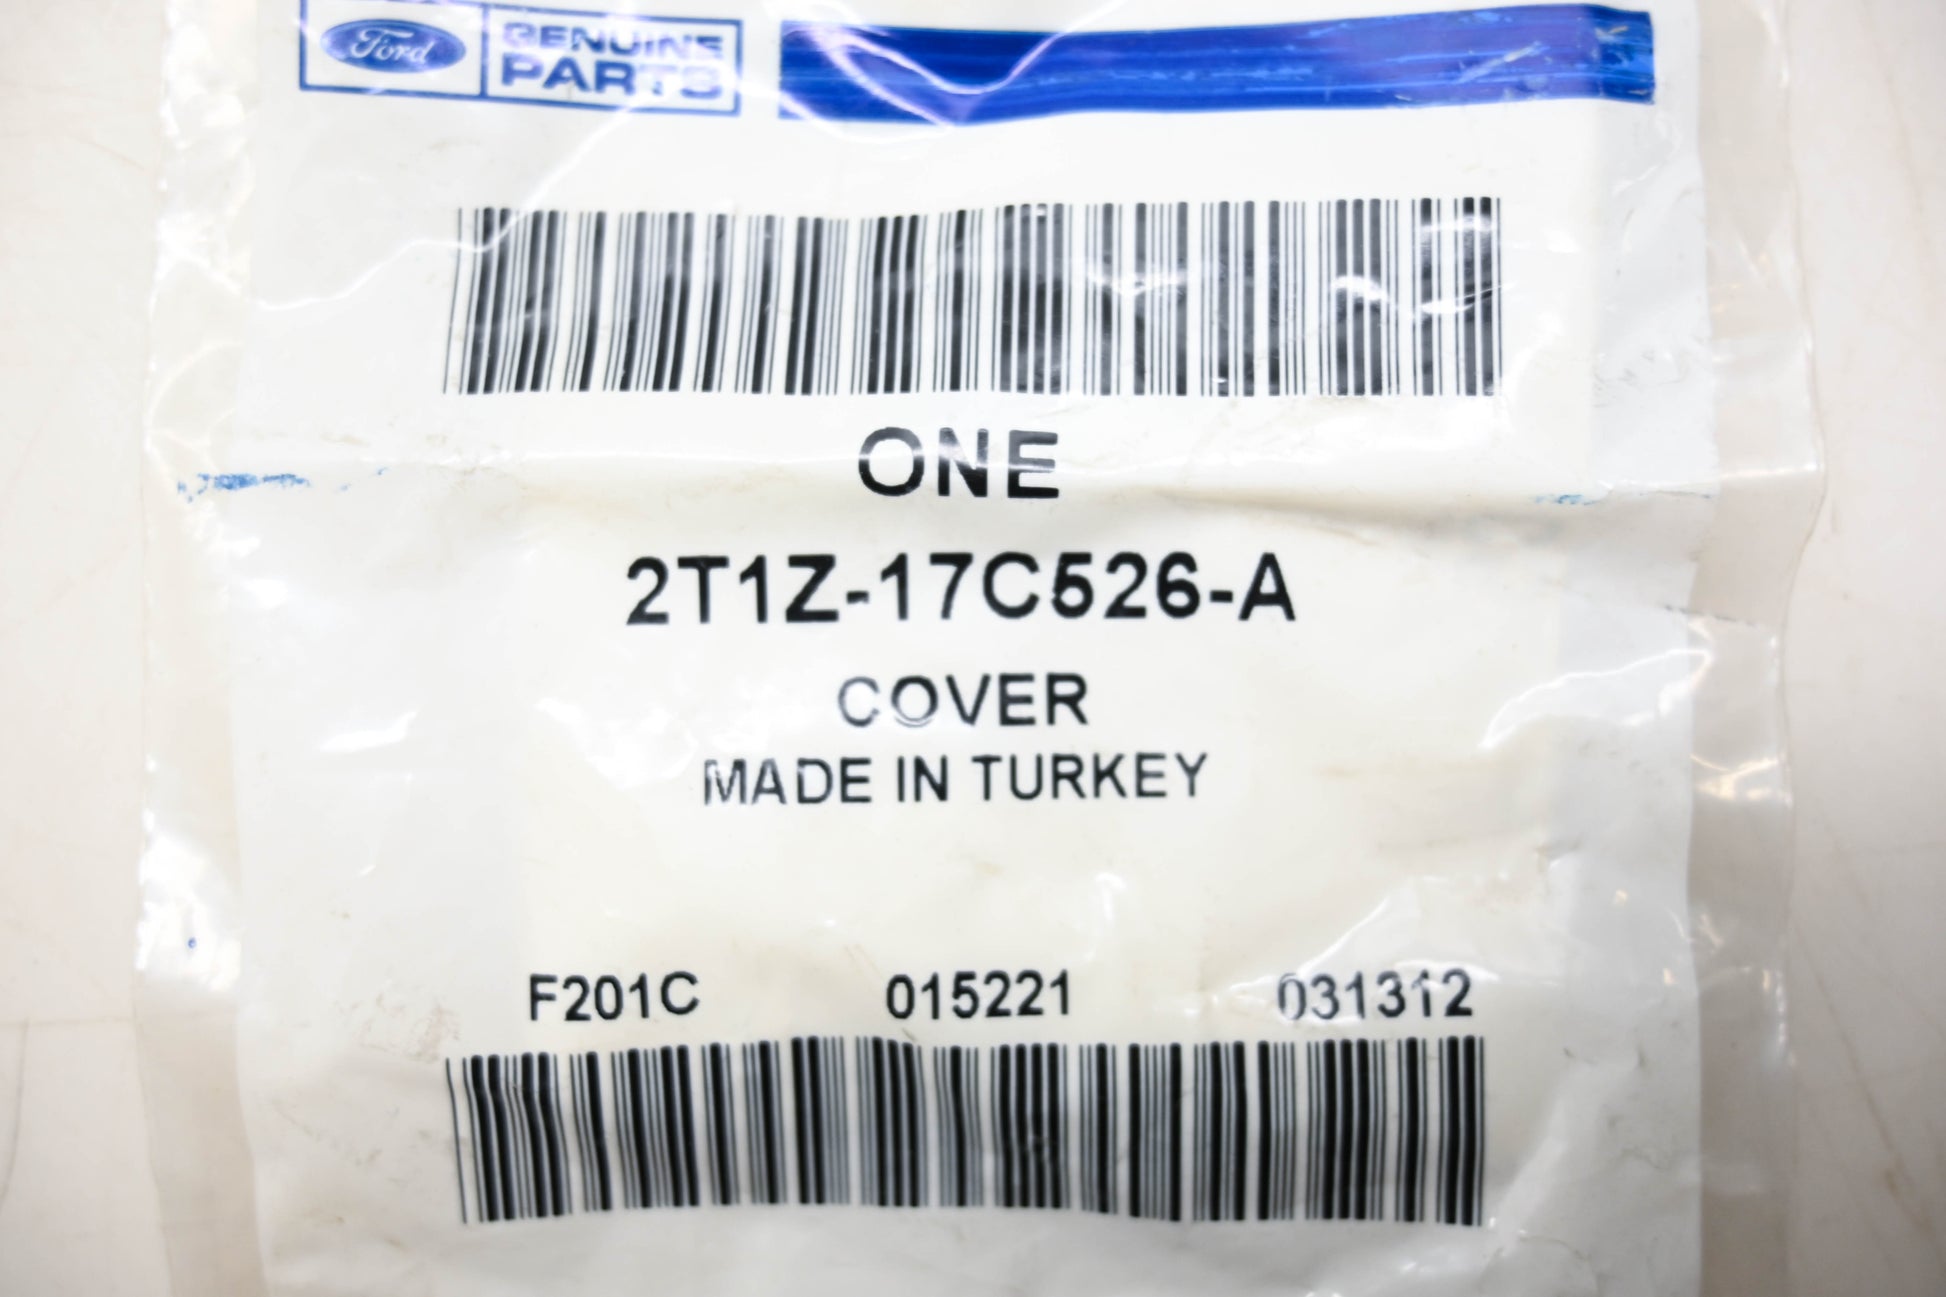 Ford GENUINE
PARTS
ONE
2T1Z-17C526-A
COVER
MADE IN TURKEY
F201C 015221 031312